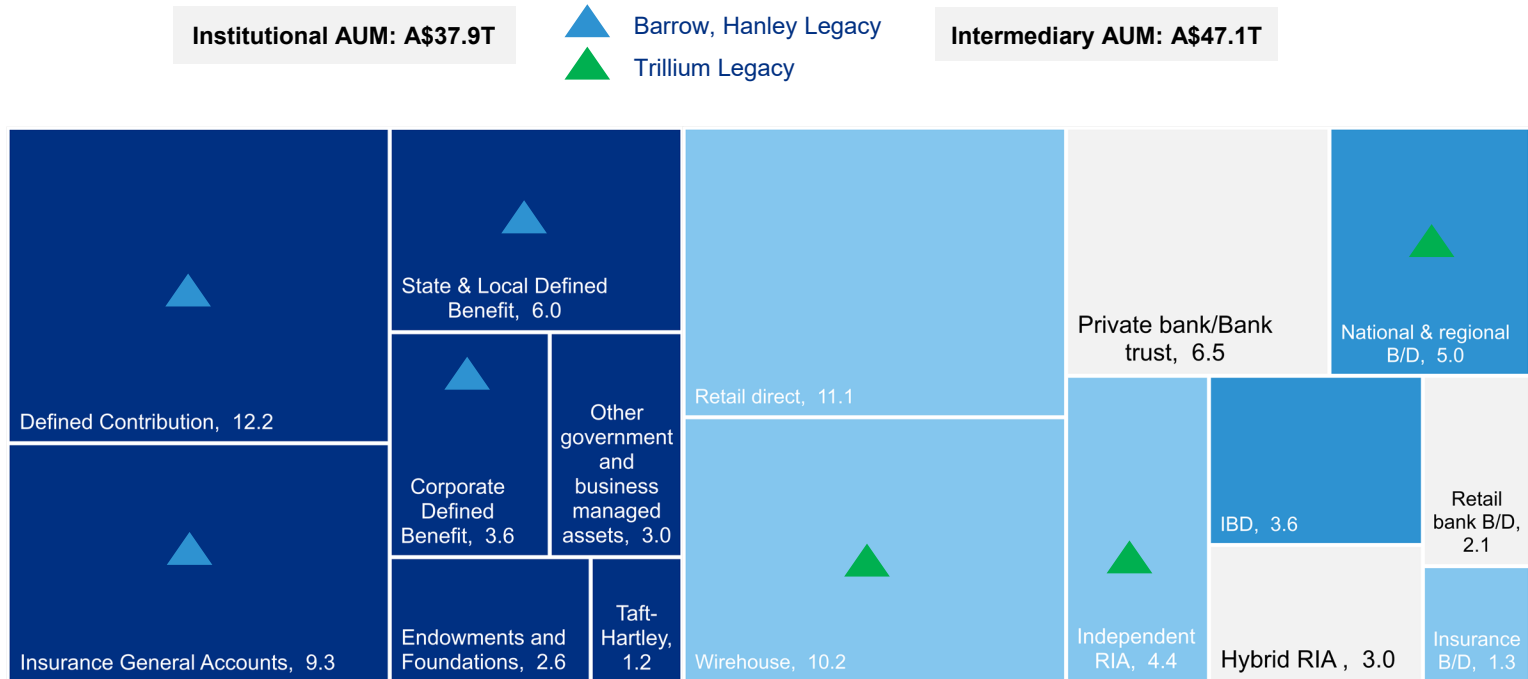 Institutional AUM: A$37.9T
Barrow, Hanley Legacy
Trillium Legacy
Intermediary AUM: A$47.1T
Defined Contribution, 12.2
Insurance General Accounts, 9.3
State & Local Defined
Benefit, 6.0
Corporate
Defined
Benefit, 3.6
Other
government
and
business
managed
assets, 3.0
Endowments and
Foundations, 2.6
Taft-
Hartley,
1.2
Retail direct, 11.1
Wirehouse, 10.2
Private bank/Bank
trust, 6.5
National & regional
B/D, 5.0
Independent
RIA, 4.4
IBD, 3.6
Hybrid RIA , 3.0
Retail
bank B/D,
2.1
Insurance
B/D, 1.3